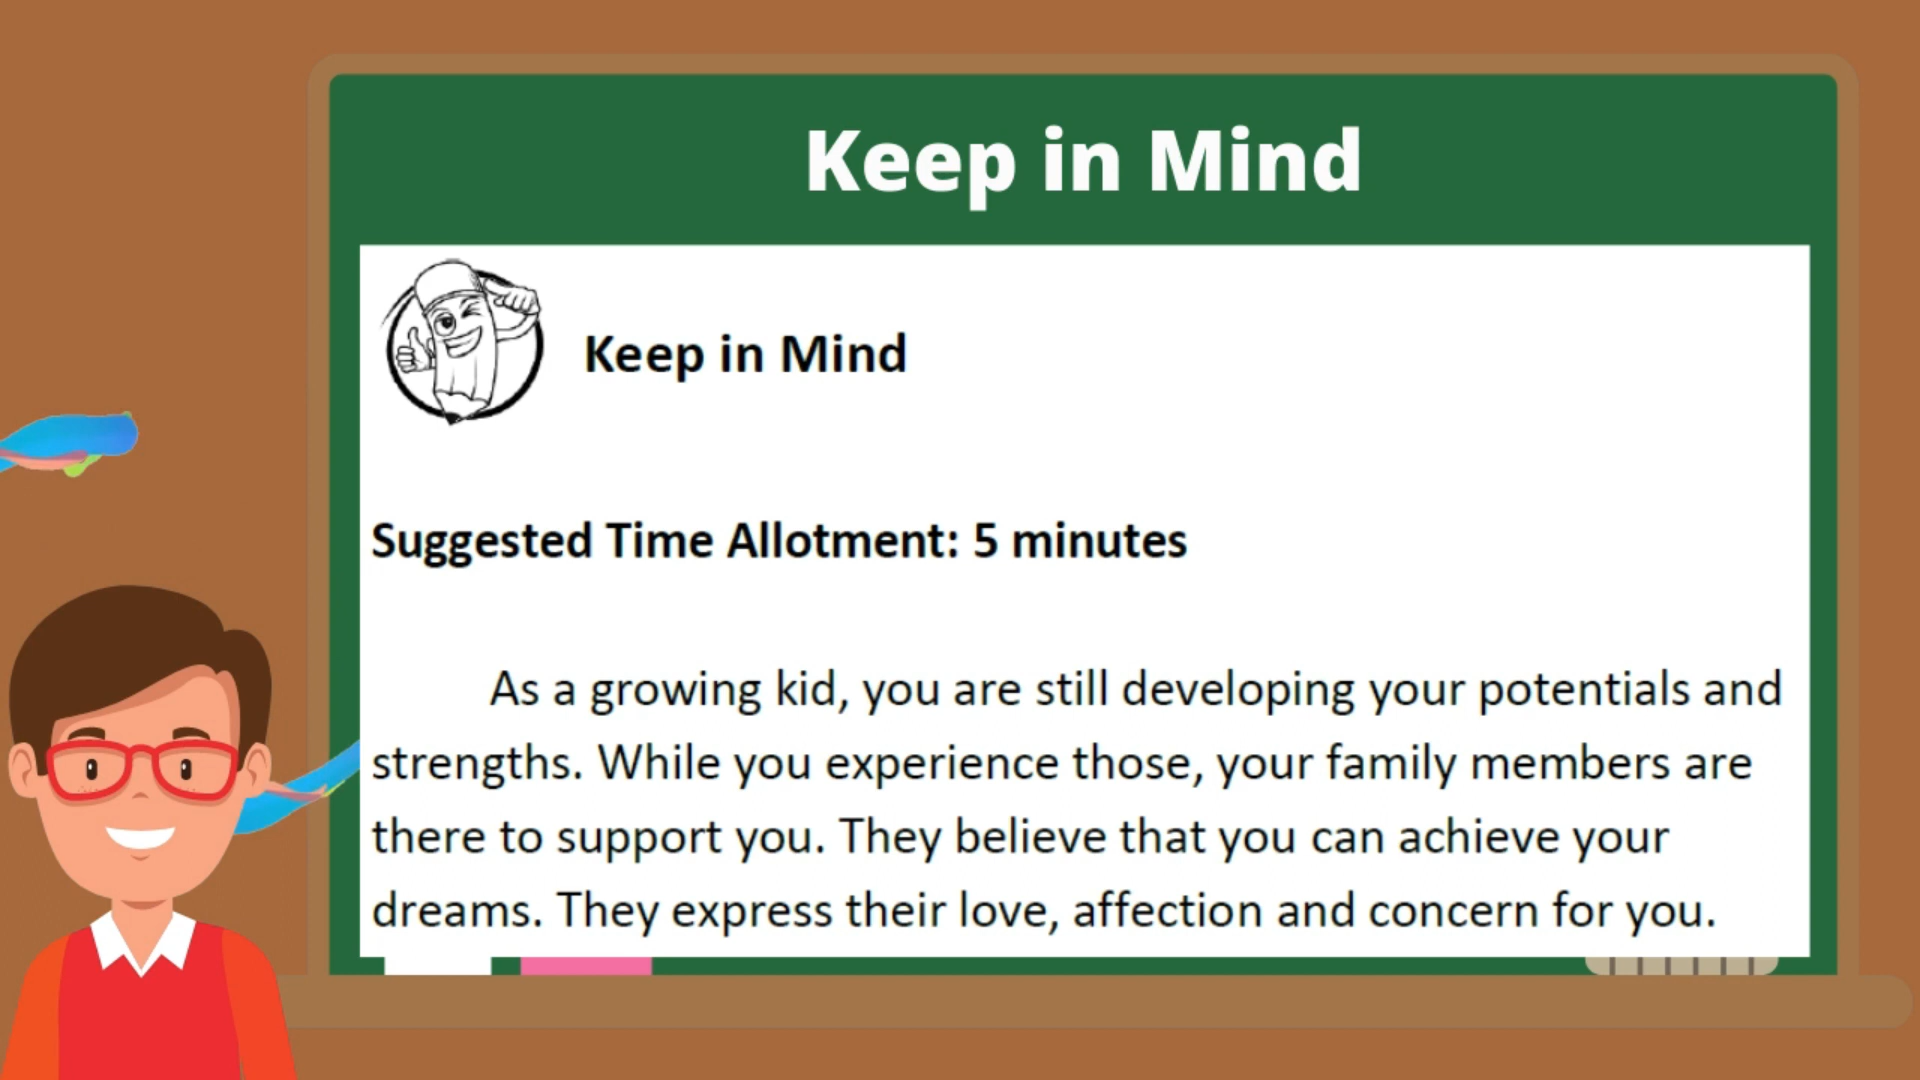 Keep in Mind
Keep in Mind
Suggested Time Allotment: 5 minutes
As a growing kid, you are still developing your potentials and
strengths. While you experience those, your family members are
there to support you. They believe that you can achieve your
dreams. They express their love, affection and concern for you.